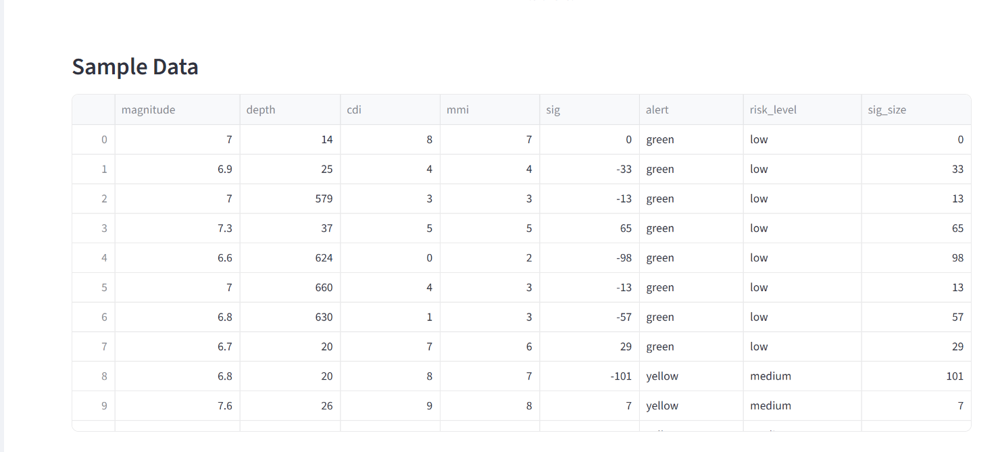 Sample Data
magnitude depth cdi mmi sig alert risk_level sig_size
0 7 14 8 7 0 green low 0
1 6.9 25 4 4 -33 green low 33
2 7 579 3 3 -13 green low 13
3 7.3 37 5 5 65 green low 65
4 6.6 624 0 2 -98 green low 98
5 7 660 4 3 -13 green low 13
6 6.8 630 1 3 -57 green low 57
7 6.7 20 7 6 29 green low 29
8 6.8 20 8 7 -101 yellow medium 101
9 7.6 26 9 8 7 yellow medium 7